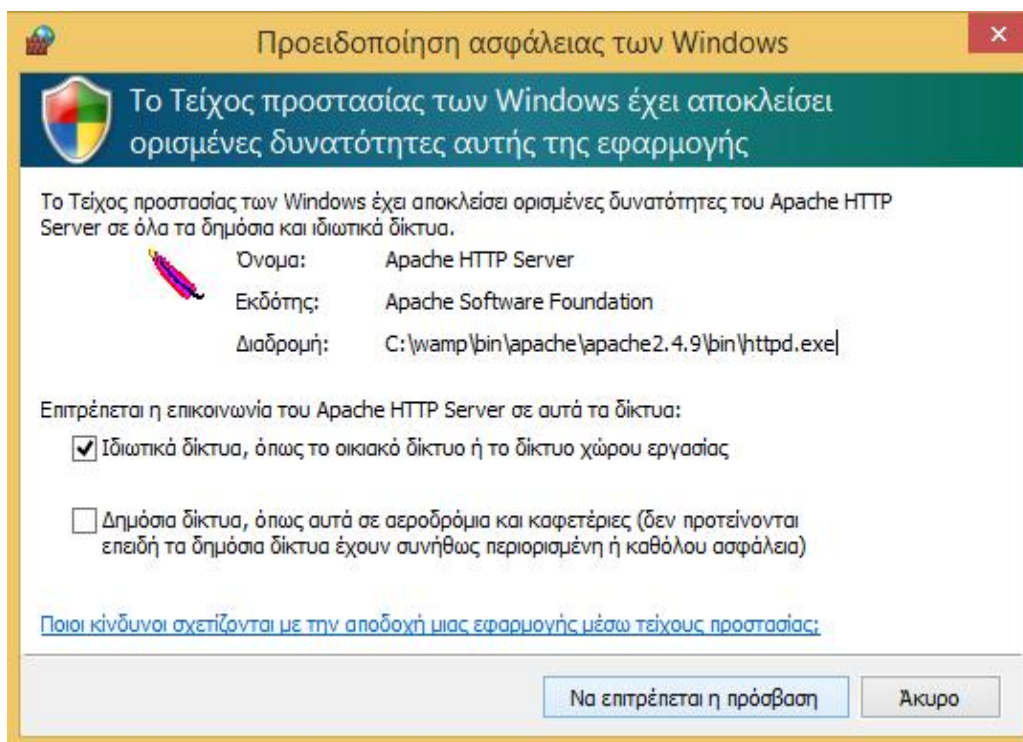 Προειδοποίηση ασφάλειας των Windows
Το Τείχος προστασίας των Windows έχει αποκλείσει
ορισμένες δυνατότητες αυτής της εφαρμογής
Το Τείχος προστασίας των Windows έχει αποκλείσει ορισμένες δυνατότητες του Apache HTTP
Server σε όλα τα δημόσια και ιδιωτικά δίκτυα.
Όνομα: Apache HTTP Server
Εκδότης: Apache Software Foundation
Διαδρομή: C:\wamp\bin\apache\apache2.4.9\bin\httpd.exe
Επιτρέπεται η επικοινωνία του Apache HTTP Server σε αυτά τα δίκτυα:
Ιδιωτικά δίκτυα, όπως το οικιακό δίκτυο ή το δίκτυο χώρου εργασίας
Δημόσια δίκτυα, όπως αυτά σε αεροδρόμια και καφετέριες (δεν προτείνονται
επειδή τα δημόσια δίκτυα έχουν συνήθως περιορισμένη ή καθόλου ασφάλεια)
Ποιοι κίνδυνοι σχετίζονται με την αποδοχή μιας εφαρμογής μέσω τείχους προστασίας;
Να επιτρέπεται η πρόσβαση Άκυρο